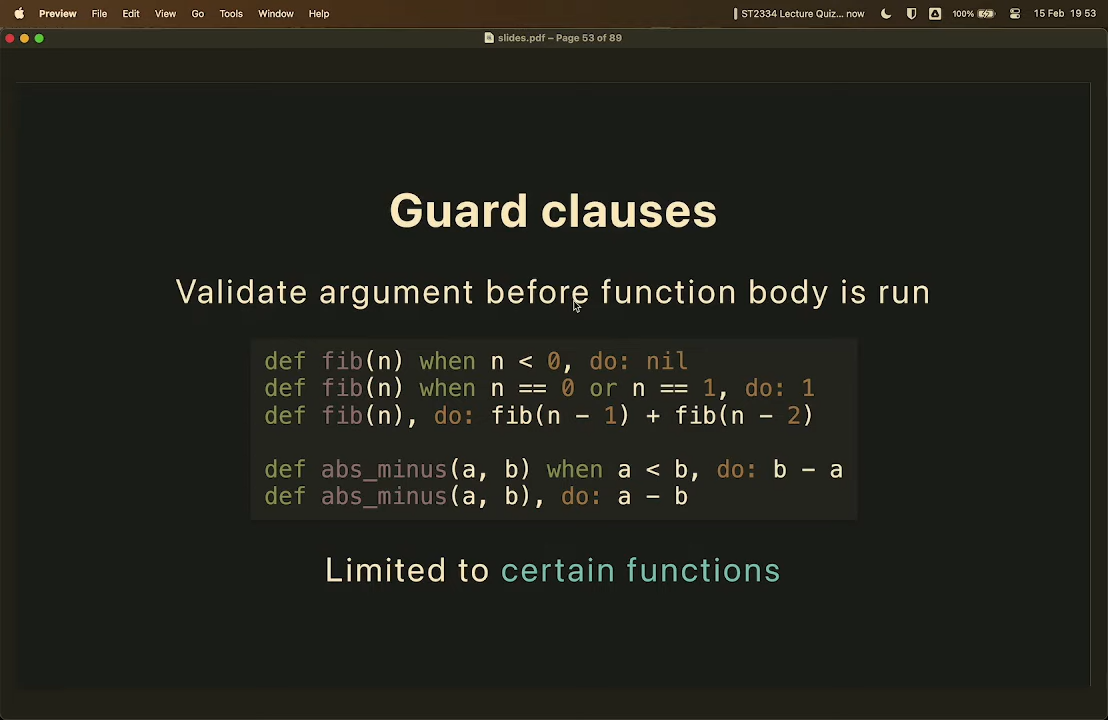 Preview File Edit View Go Tools Window Help ST2334 Lecture Quiz... now 100% 15 Feb 19 53
slides.pdf – Page 53 of 89
Guard clauses
Validate argument before function body is run
def fib(n) when n < 0, do: nil
def fib(n) when n == 0 or n == 1, do: 1
def fib(n), do: fib(n - 1) + fib(n - 2)
def abs_minus(a, b) when a < b, do: b - a
def abs_minus(a, b), do: a - b
Limited to certain functions